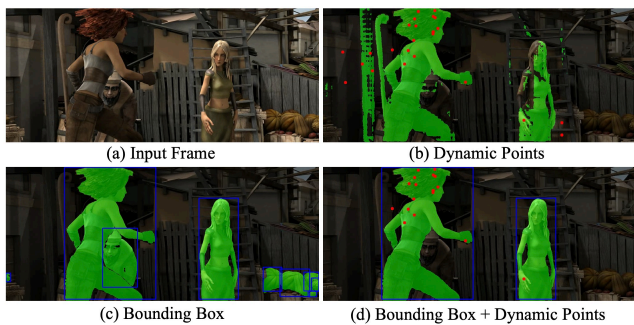 (a) Input Frame
(b) Dynamic Points
(c) Bounding Box
(d) Bounding Box + Dynamic Points